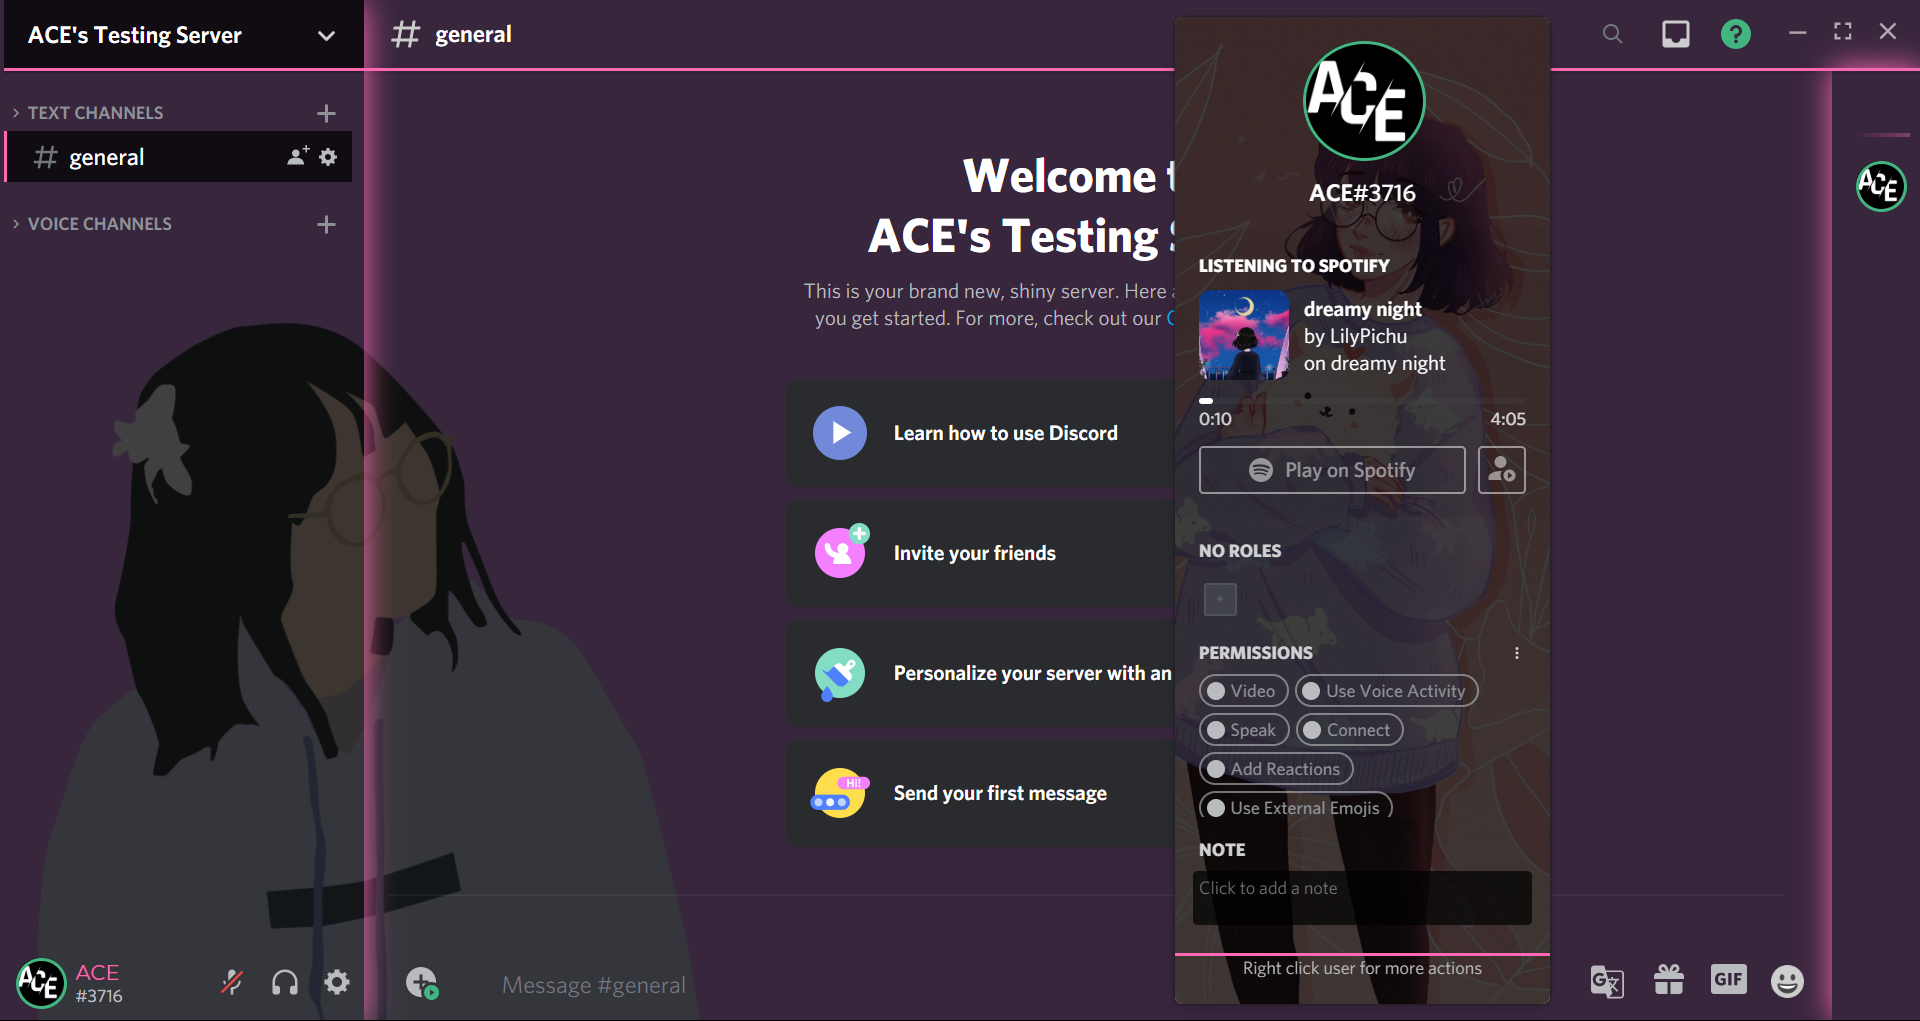 ACE's Testing Server
general
TEXT CHANNELS
general
VOICE CHANNELS
ACE
ACE
#3716
Welcome
ACE's Testing
This is your brand new, shiny server. Here
you get started. For more, check out our
Learn how to use Discord
Invite your friends
Personalize your server with an
Hi!
Send your first message
Message #general
ACE
ACE#3716
LISTENING TO SPOTIFY
dreamy night
by LilyPichu
on dreamy night
0:10
4:05
Play on Spotify
NO ROLES
PERMISSIONS
Video
Use Voice Activity
Speak
Connect
Add Reactions
Use External Emojis
NOTE
Click to add a note
Right click user for more actions
GIF
ACE